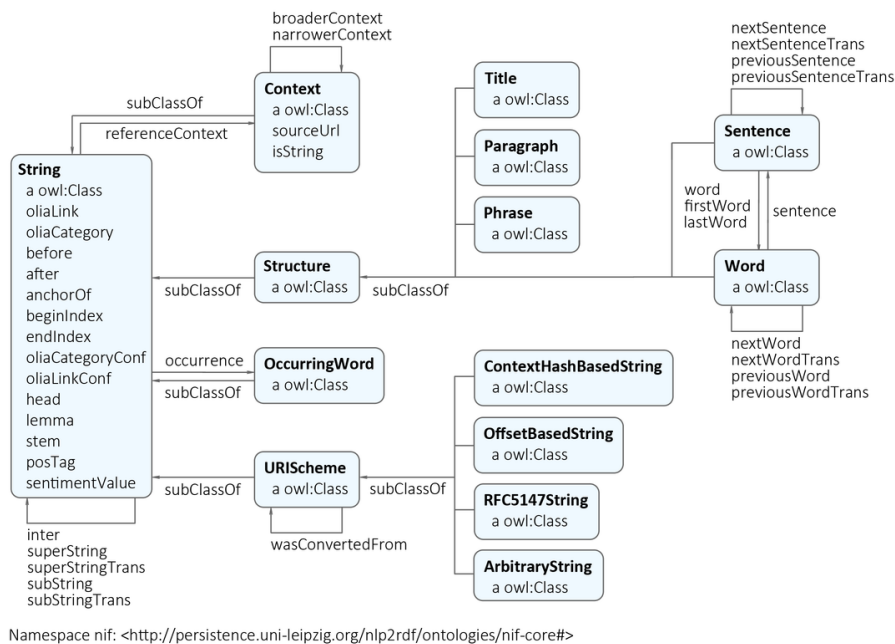 broaderContext
narrowerContext
Context
a owl:Class
sourceUrl
isString
subClassOf
referenceContext
String
a owl:Class
oliaLink
oliaCategory
before
after
anchorOf
beginIndex
endIndex
oliaCategoryConf
oliaLinkConf
head
lemma
stem
posTag
sentimentValue
inter
superString
superStringTrans
subString
subStringTrans
Title
a owl:Class
Paragraph
a owl:Class
Phrase
a owl:Class
nextSentence
nextSentenceTrans
previousSentence
previousSentenceTrans
Sentence
a owl:Class
word
firstWord
lastWord
sentence
Word
a owl:Class
nextWord
nextWordTrans
previousWord
previousWordTrans
subClassOf
Structure
a owl:Class
subClassOf
occurrence
subClassOf
OccurringWord
a owl:Class
subClassOf
URIScheme
a owl:Class
wasConvertedFrom
subClassOf
ContextHashBasedString
a owl:Class
OffsetBasedString
a owl:Class
RFC5147String
a owl:Class
ArbitraryString
a owl:Class
Namespace nif: <http://persistence.uni-leipzig.org/nlp2rdf/ontologies/nif-core#>